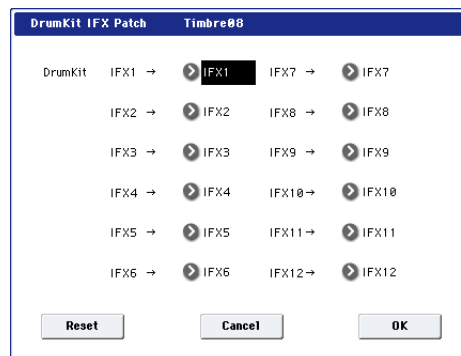 DrumKit IFX Patch Timbre08
DrumKit IFX1 → IFX1 IFX7 → IFX7
IFX2 → IFX2 IFX8 → IFX8
IFX3 → IFX3 IFX9 → IFX9
IFX4 → IFX4 IFX10→ IFX10
IFX5 → IFX5 IFX11→ IFX11
IFX6 → IFX6 IFX12→ IFX12
Reset Cancel OK